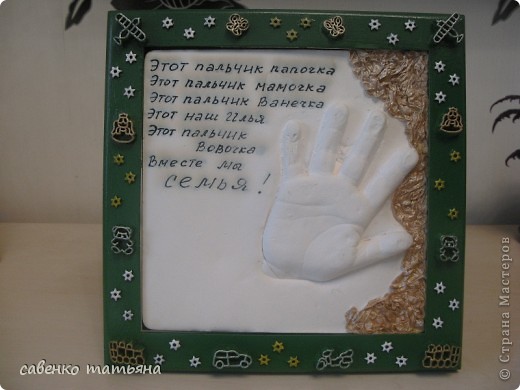 Этот пальчик папочка
Этот пальчик мамочка
Этот пальчик Ванечка
Этот наш Илья
Этот пальчик
Вовочка
Вместе мы
семья!
савенко татьяна
© Страна Мастеров